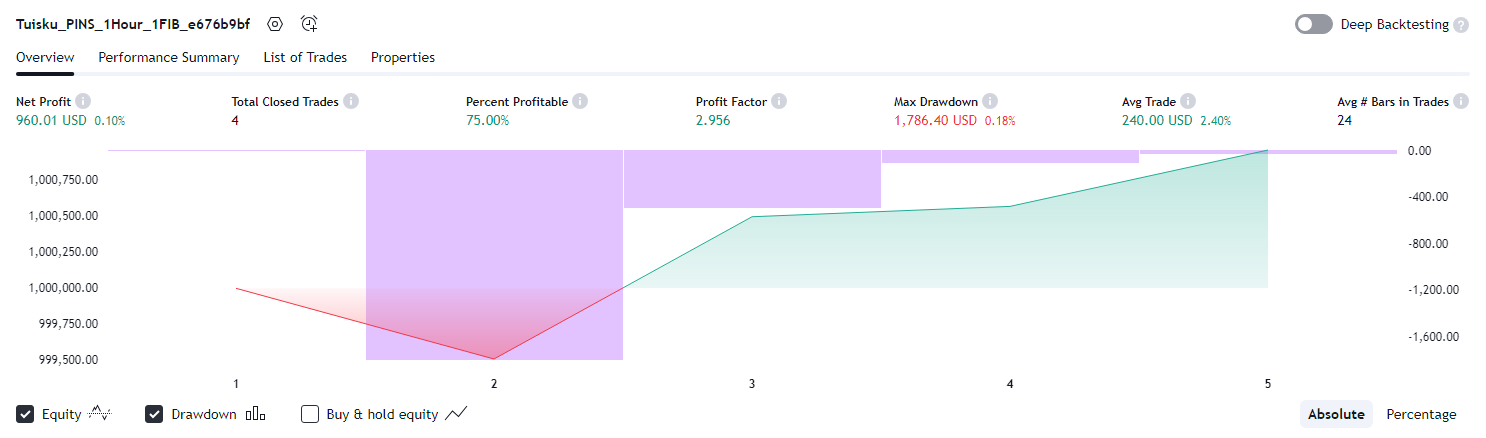 Tuisku_PINS_1Hour_1FIB_e676b9bf
Deep Backtesting ?
Overview Performance Summary List of Trades Properties
Net Profit i Total Closed Trades i Percent Profitable i Profit Factor i Max Drawdown i Avg Trade i Avg # Bars in Trades i
960.01 USD 0.10% 4 75.00% 2.956 1,786.40 USD 0.18% 240.00 USD 2.40% 24
0.00
1,000,750.00
-400.00
1,000,500.00
-800.00
1,000,250.00
1,000,000.00
-1,200.00
999,750.00
-1,600.00
999,500.00
1 2 3 4 5
Equity Drawdown Buy & hold equity Absolute Percentage